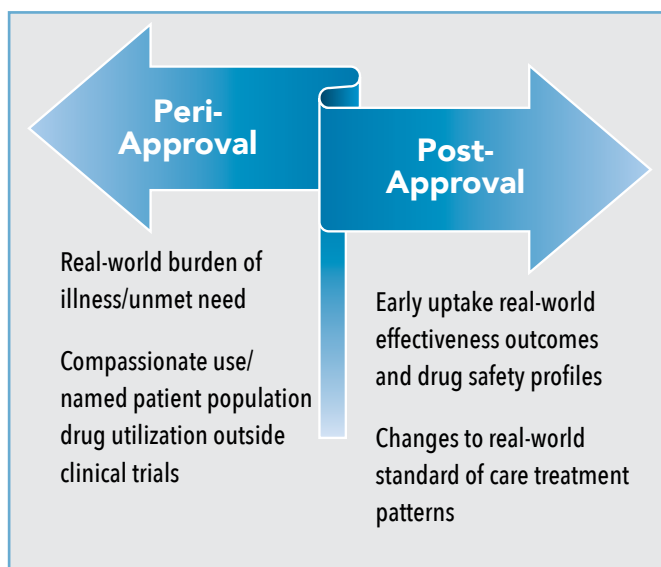 Peri-
Approval
Real-world burden of
illness/unmet need
Compassionate use/
named patient population
drug utilization outside
clinical trials
Post-
Approval
Early uptake real-world
effectiveness outcomes
and drug safety profiles
Changes to real-world
standard of care treatment
patterns